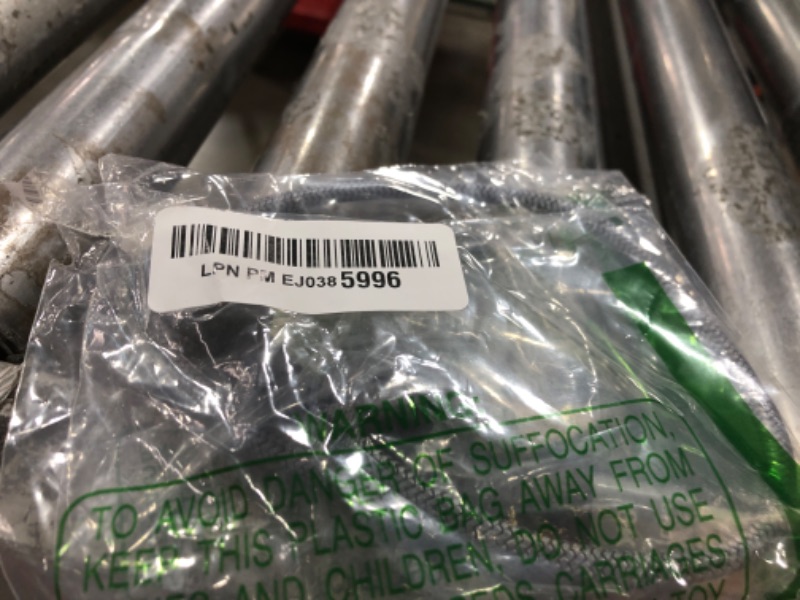 LPN PM EJ038 5996
WARNING:
TO AVOID DANGER OF SUFFOCATION,
KEEP THIS PLASTIC BAG AWAY FROM
AND CHILDREN. DO NOT USE
CARRIAGES
TOY